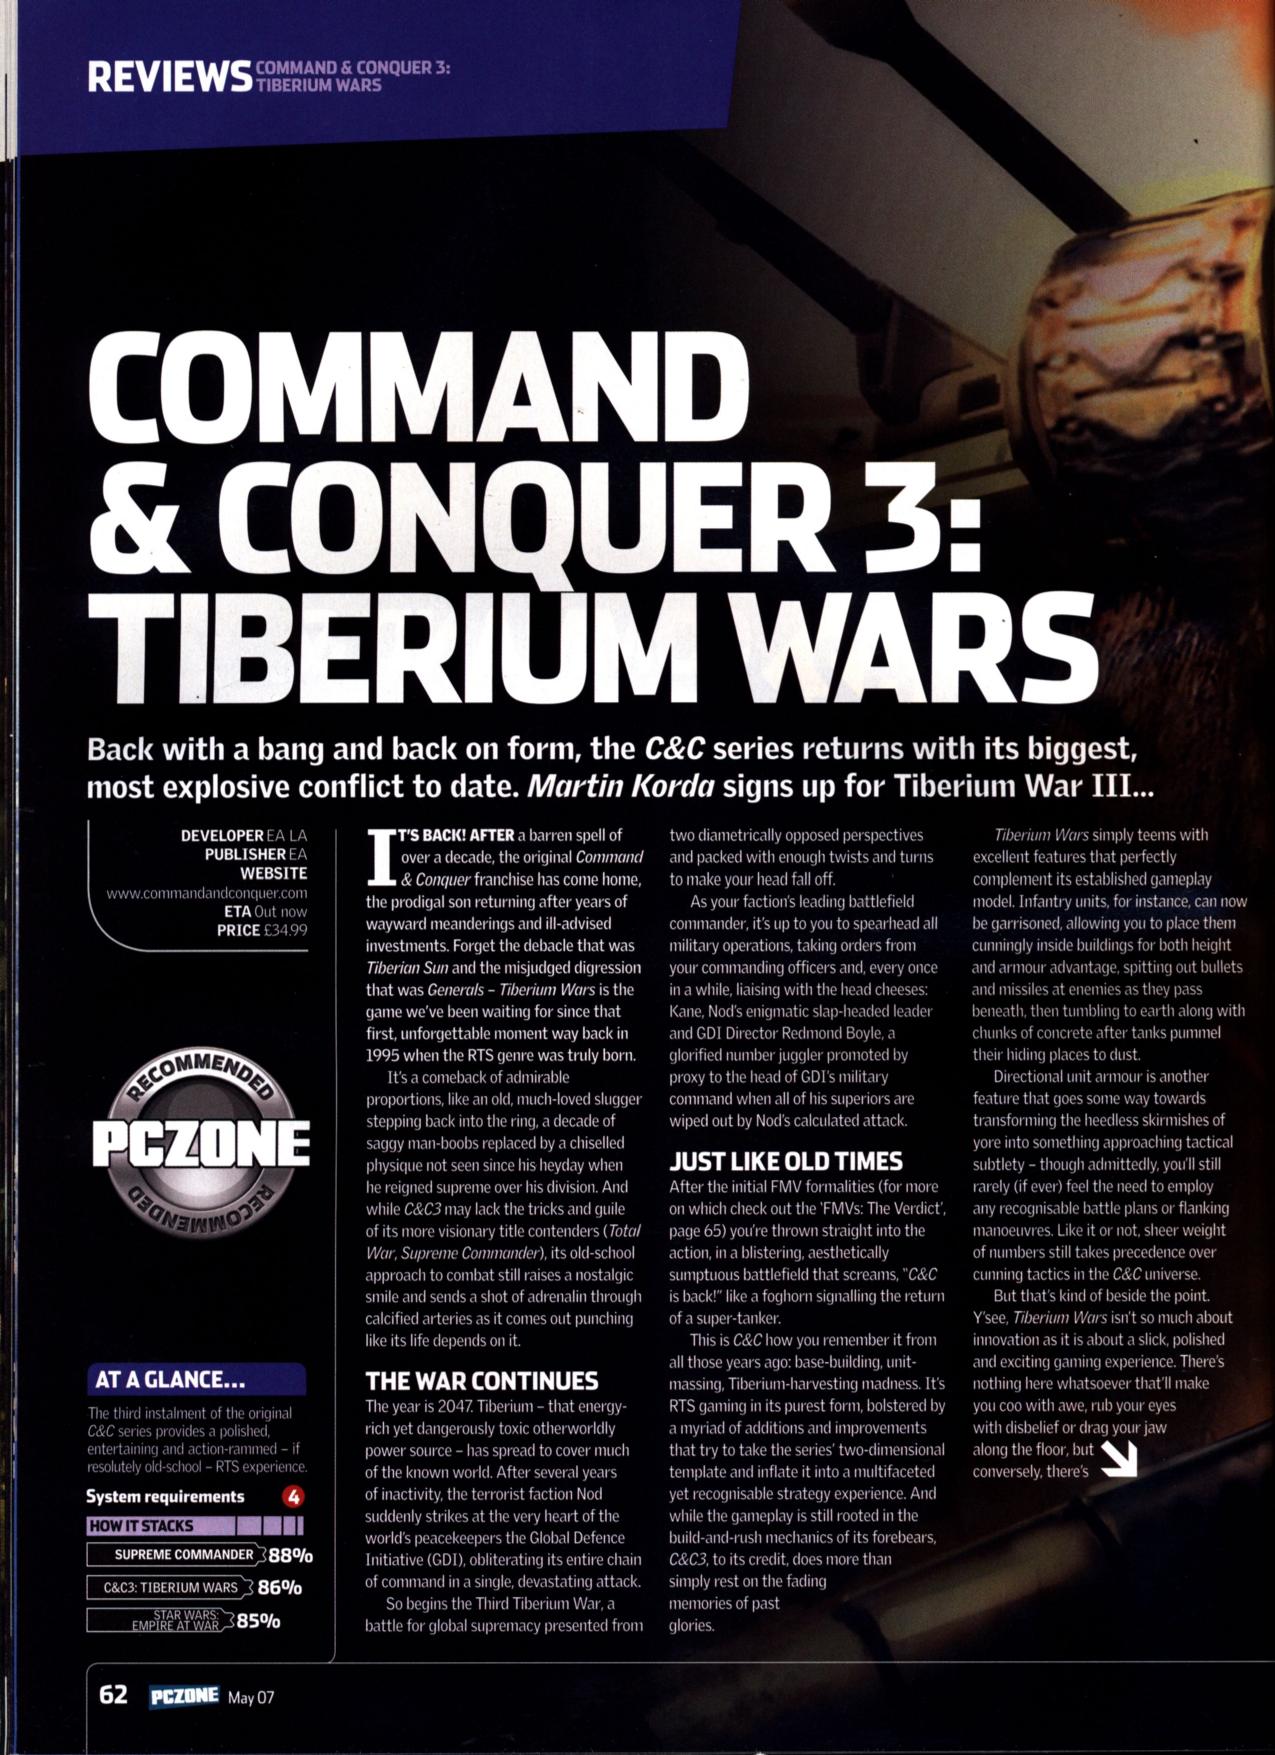 REVIEWS COMMAND & CONQUER 3:
TIBERIUM WARS
COMMAND
& CONQUER 3:
TIBERIUM WARS
Back with a bang and back on form, the C&C series returns with its biggest,
most explosive conflict to date. Martin Korda signs up for Tiberium War III...
DEVELOPER EA LA
PUBLISHER EA
WEBSITE
www.commandandconquer.com
ETA Out now
PRICE £34.99
RECOMMENDED
PCZONE
RECOMMENDED
AT A GLANCE...
The third instalment of the original
C&C series provides a polished,
entertaining and action-rammed – if
resolutely old-school – RTS experience.
System requirements 4
HOW IT STACKS
SUPREME COMMANDER 88%
C&C3: TIBERIUM WARS 86%
STAR WARS:
EMPIRE AT WAR 85%
IT'S BACK! AFTER a barren spell of
over a decade, the original Command
& Conquer franchise has come home,
the prodigal son returning after years of
wayward meanderings and ill-advised
investments. Forget the debacle that was
Tiberian Sun and the misjudged digression
that was Generals – Tiberium Wars is the
game we've been waiting for since that
first, unforgettable moment way back in
1995 when the RTS genre was truly born.
It's a comeback of admirable
proportions, like an old, much-loved slugger
stepping back into the ring, a decade of
saggy man-boobs replaced by a chiselled
physique not seen since his heyday when
he reigned supreme over his division. And
while C&C3 may lack the tricks and guile
of its more visionary title contenders (Total
War, Supreme Commander), its old-school
approach to combat still raises a nostalgic
smile and sends a shot of adrenalin through
calcified arteries as it comes out punching
like its life depends on it.
THE WAR CONTINUES
The year is 2047. Tiberium – that energy-
rich yet dangerously toxic otherworldly
power source – has spread to cover much
of the known world. After several years
of inactivity, the terrorist faction Nod
suddenly strikes at the very heart of the
world's peacekeepers the Global Defence
Initiative (GDI), obliterating its entire chain
of command in a single, devastating attack.
So begins the Third Tiberium War, a
battle for global supremacy presented from
two diametrically opposed perspectives
and packed with enough twists and turns
to make your head fall off.
As your faction's leading battlefield
commander, it's up to you to spearhead all
military operations, taking orders from
your commanding officers and, every once
in a while, liaising with the head cheeses:
Kane, Nod's enigmatic slap-headed leader
and GDI Director Redmond Boyle, a
glorified number juggler promoted by
proxy to the head of GDI's military
command when all of his superiors are
wiped out by Nod's calculated attack.
JUST LIKE OLD TIMES
After the initial FMV formalities (for more
on which check out the 'FMVs: The Verdict',
page 65) you're thrown straight into the
action, in a blistering, aesthetically
sumptuous battlefield that screams, "C&C
is back!" like a foghorn signalling the return
of a super-tanker.
This is C&C how you remember it from
all those years ago: base-building, unit-
massing, Tiberium-harvesting madness. It's
RTS gaming in its purest form, bolstered by
a myriad of additions and improvements
that try to take the series' two-dimensional
template and inflate it into a multifaceted
yet recognisable strategy experience. And
while the gameplay is still rooted in the
build-and-rush mechanics of its forebears,
C&C3, to its credit, does more than
simply rest on the fading
memories of past
glories.
Tiberium Wars simply teems with
excellent features that perfectly
complement its established gameplay
model. Infantry units, for instance, can now
be garrisoned, allowing you to place them
cunningly inside buildings for both height
and armour advantage, spitting out bullets
and missiles at enemies as they pass
beneath, then tumbling to earth along with
chunks of concrete after tanks pummel
their hiding places to dust.
Directional unit armour is another
feature that goes some way towards
transforming the heedless skirmishes of
yore into something approaching tactical
subtlety – though admittedly, you'll still
rarely (if ever) feel the need to employ
any recognisable battle plans or flanking
manoeuvres. Like it or not, sheer weight
of numbers still takes precedence over
cunning tactics in the C&C universe.
But that's kind of beside the point.
Y'see, Tiberium Wars isn't so much about
innovation as it is about a slick, polished
and exciting gaming experience. There's
nothing here whatsoever that'll make
you coo with awe, rub your eyes
with disbelief or drag your jaw
along the floor, but
conversely, there's
62 PCZONE May 07